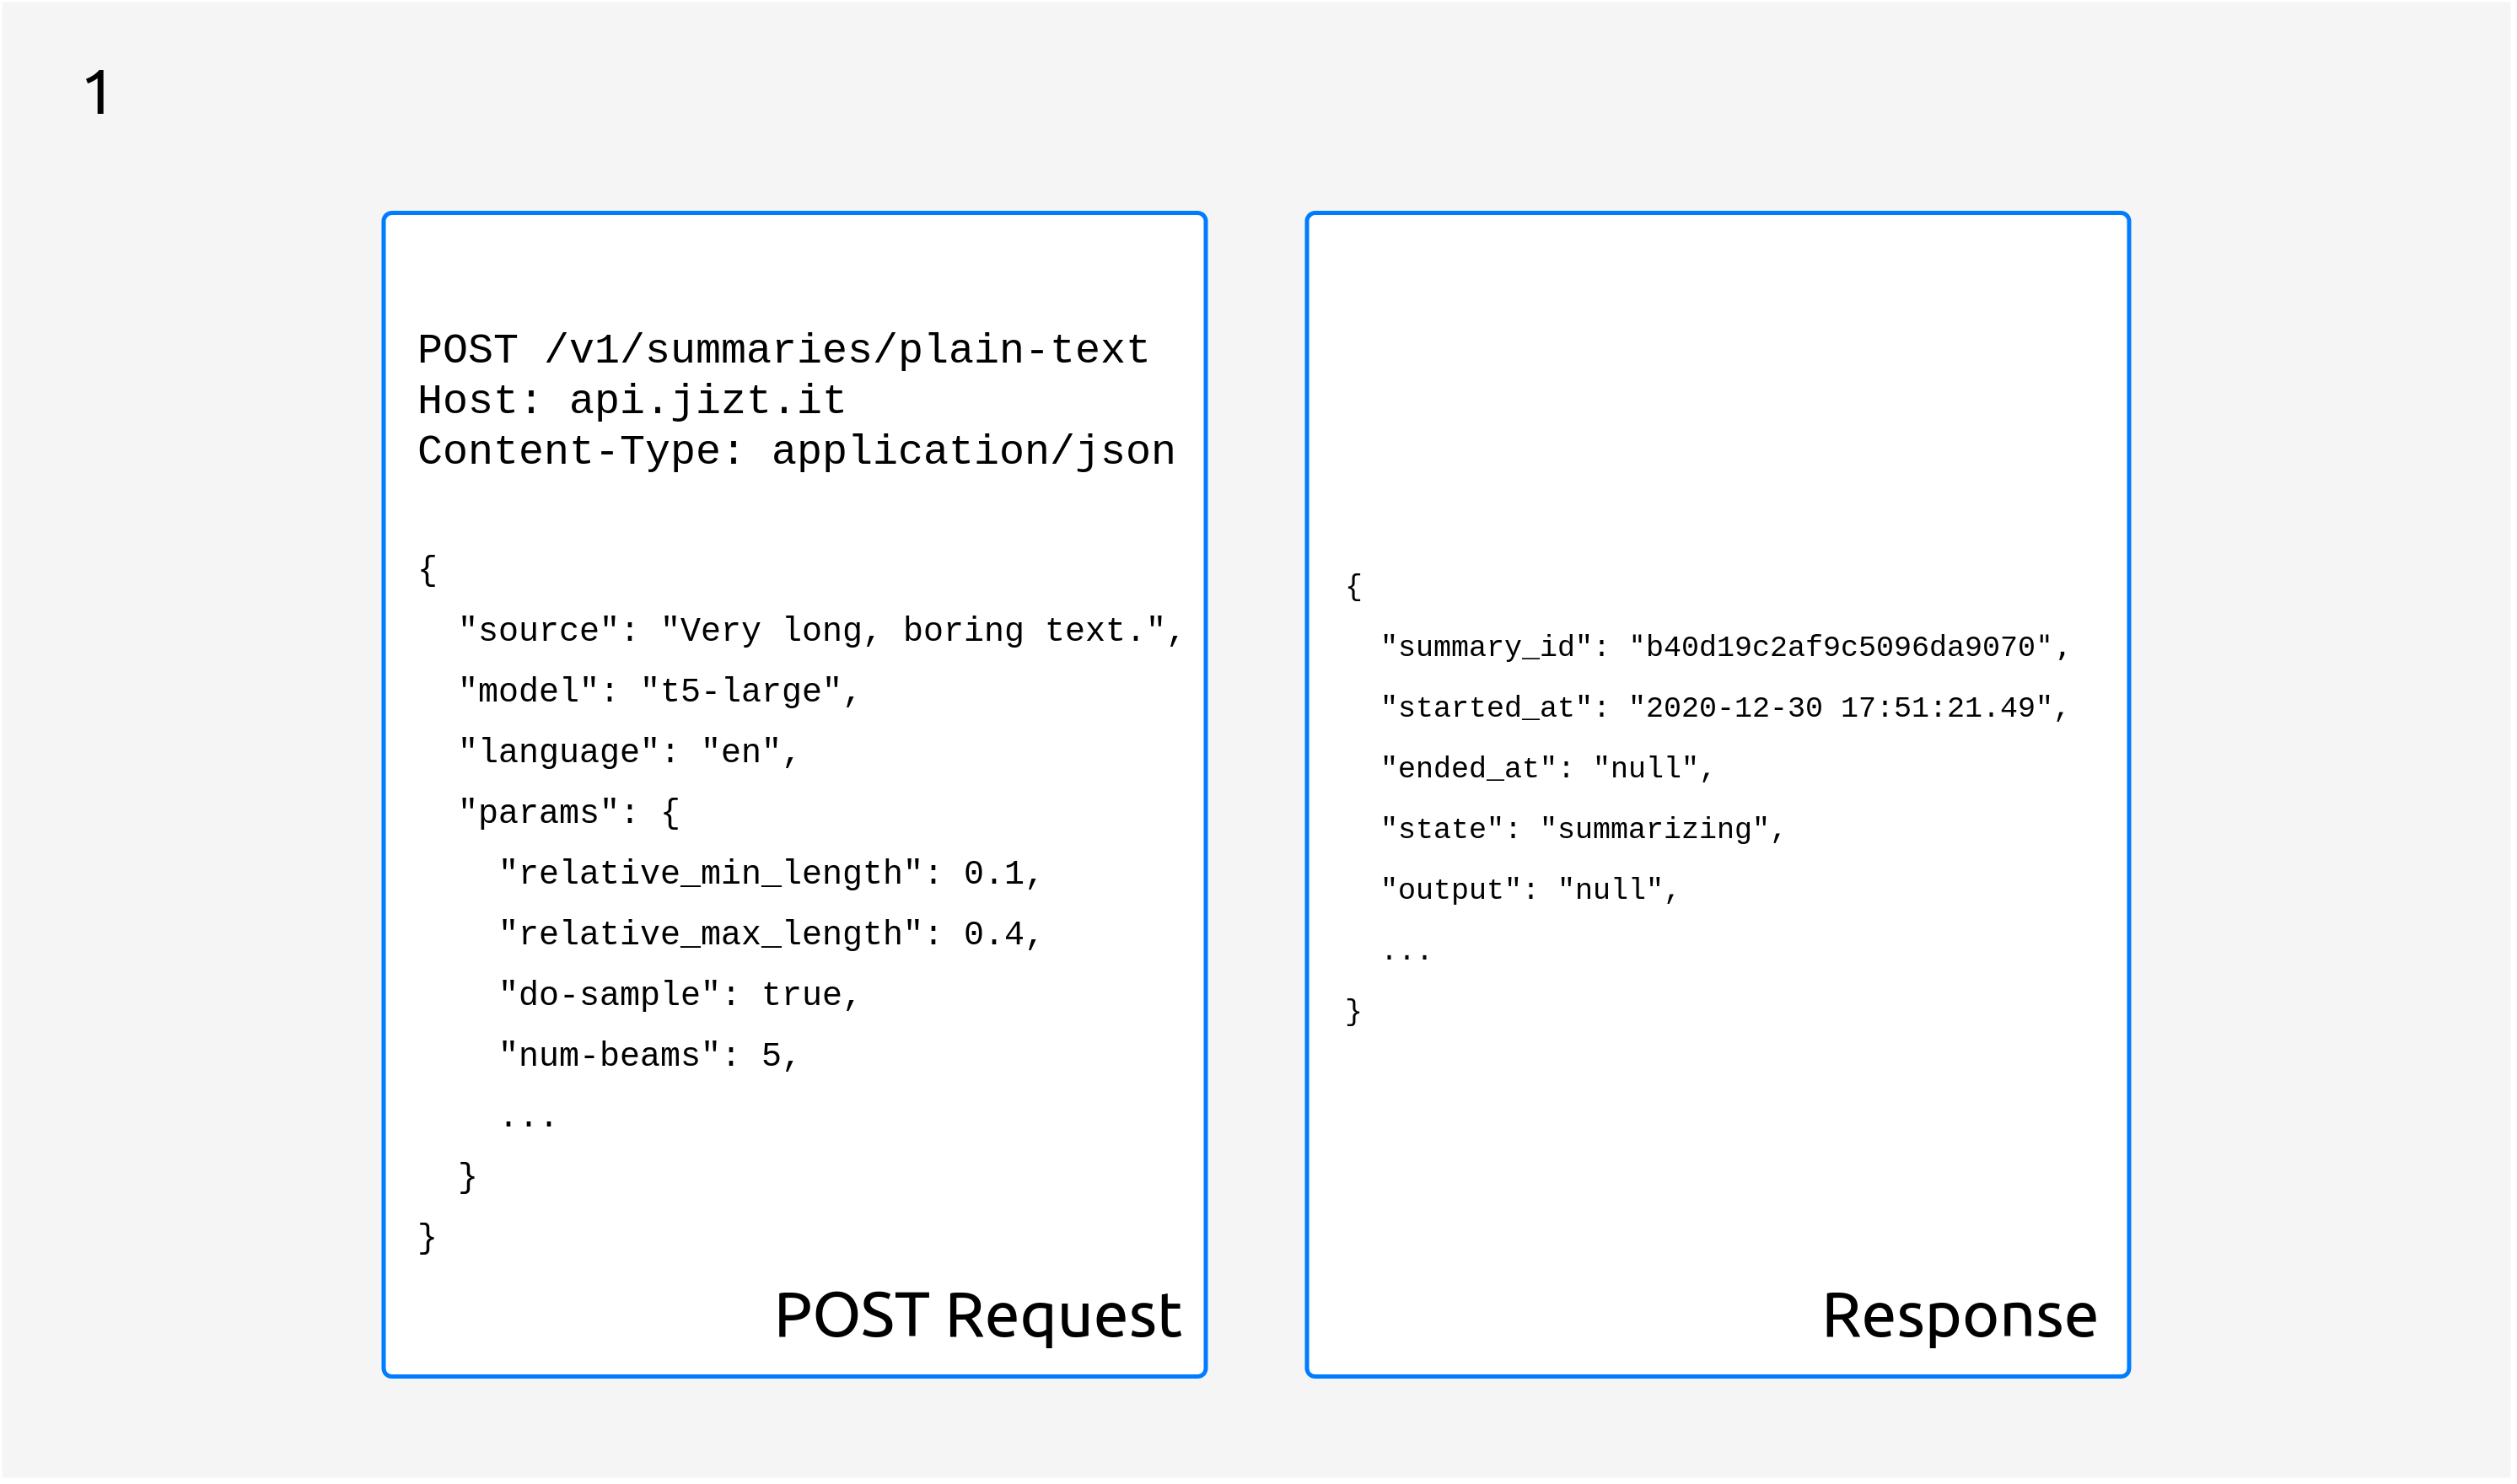 1
POST /v1/summaries/plain-text
Host: api.jizt.it
Content-Type: application/json
{
  "source": "Very long, boring text.",
  "model": "t5-large",
  "language": "en",
  "params": {
    "relative_min_length": 0.1,
    "relative_max_length": 0.4,
    "do-sample": true,
    "num-beams": 5,
    ...
  }
}
POST Request
{
  "summary_id": "b40d19c2af9c5096da9070",
  "started_at": "2020-12-30 17:51:21.49",
  "ended_at": "null",
  "state": "summarizing",
  "output": "null",
  ...
}
Response